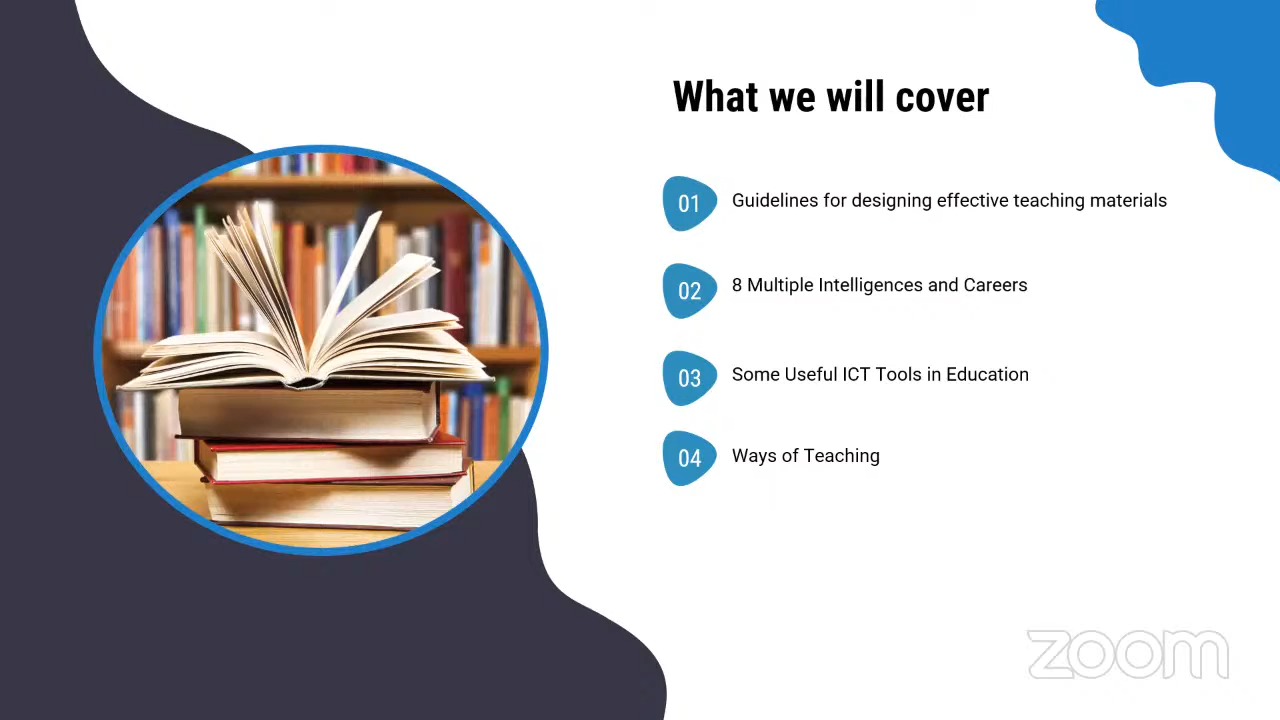 What we will cover
01 Guidelines for designing effective teaching materials
02 8 Multiple Intelligences and Careers
03 Some Useful ICT Tools in Education
04 Ways of Teaching
zoom